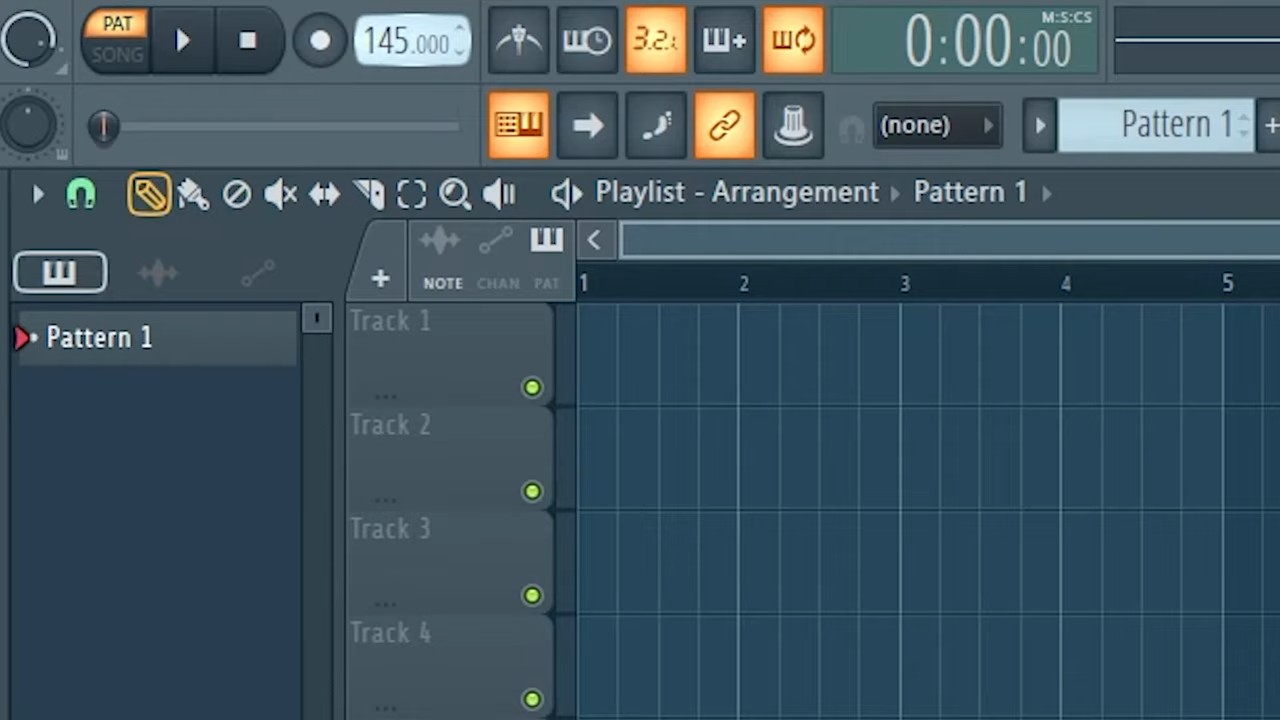 PAT
SONG
145.000
3.2.
M:S:CS
0:00:00
(none)
Pattern 1
+
Playlist - Arrangement
Pattern 1
+
NOTE CHAN PAT
1 2 3 4 5
Pattern 1
Track 1
...
Track 2
...
Track 3
...
Track 4
...